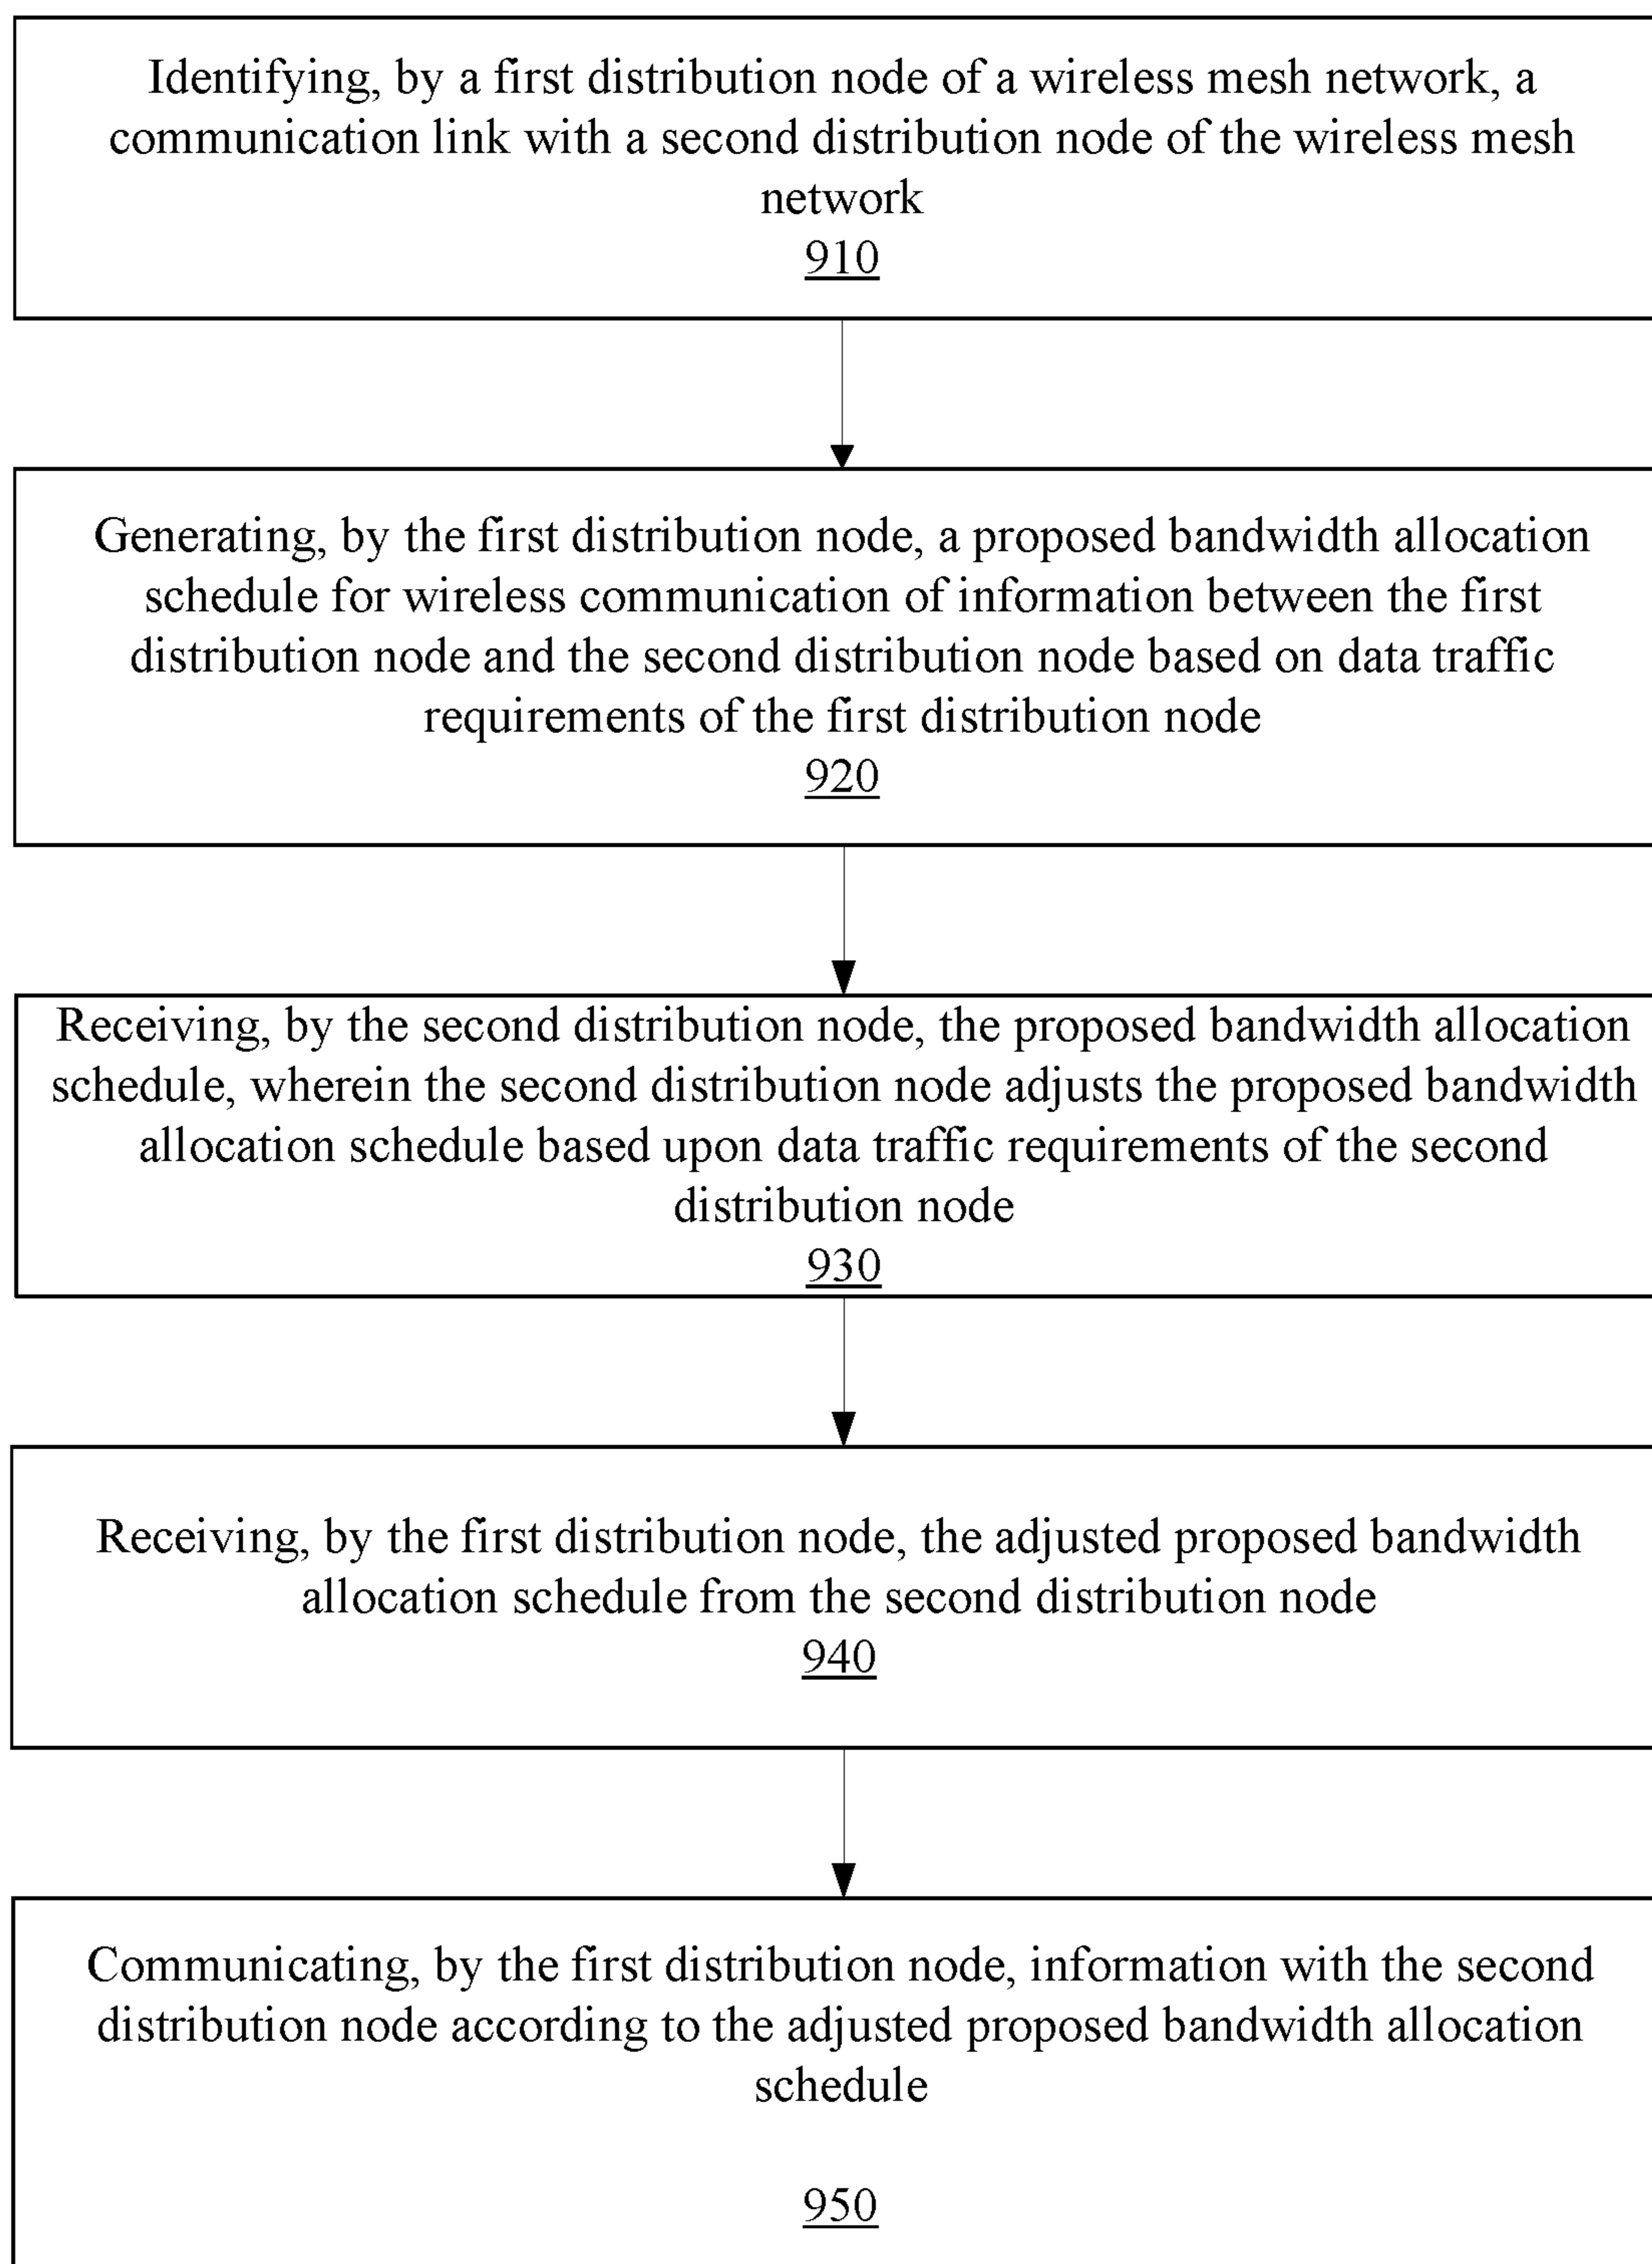 Identifying, by a first distribution node of a wireless mesh network, a
communication link with a second distribution node of the wireless mesh
network
910
Generating, by the first distribution node, a proposed bandwidth allocation
schedule for wireless communication of information between the first
distribution node and the second distribution node based on data traffic
requirements of the first distribution node
920
Receiving, by the second distribution node, the proposed bandwidth allocation
schedule, wherein the second distribution node adjusts the proposed bandwidth
allocation schedule based upon data traffic requirements of the second
distribution node
930
Receiving, by the first distribution node, the adjusted proposed bandwidth
allocation schedule from the second distribution node
940
Communicating, by the first distribution node, information with the second
distribution node according to the adjusted proposed bandwidth allocation
schedule
950